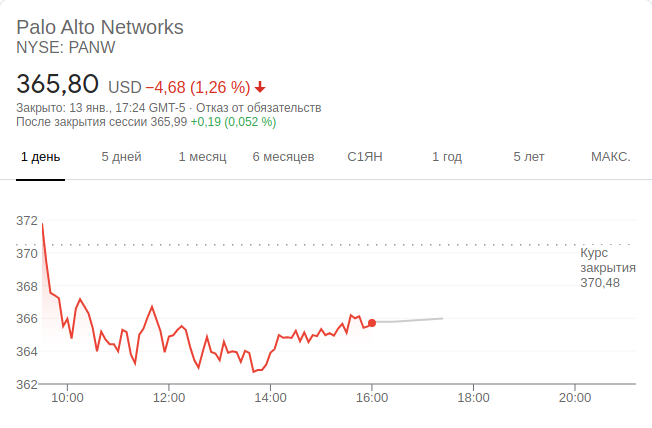 Palo Alto Networks
NYSE: PANW
365,80 USD −4,68 (1,26 %)
Закрыто: 13 янв., 17:24 GMT-5 · Отказ от обязательств
После закрытия сессии 365,99 +0,19 (0,052 %)
1 день 5 дней 1 месяц 6 месяцев С1ЯН 1 год 5 лет МАКС.
372
370
368
366
364
362
Курс
закрытия
370,48
10:00 12:00 14:00 16:00 18:00 20:00